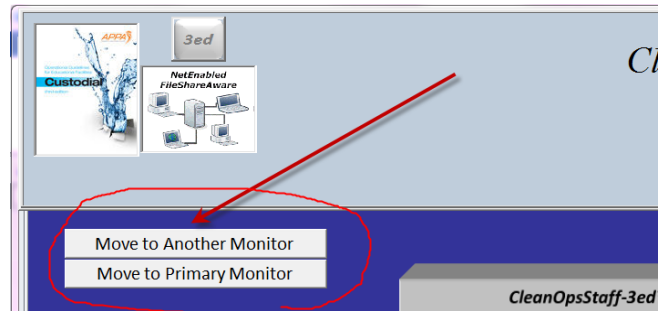 APPA
Custodial
3ed
NetEnabled
FileShareAware
Cl
Move to Another Monitor
Move to Primary Monitor
CleanOpsStaff-3ed